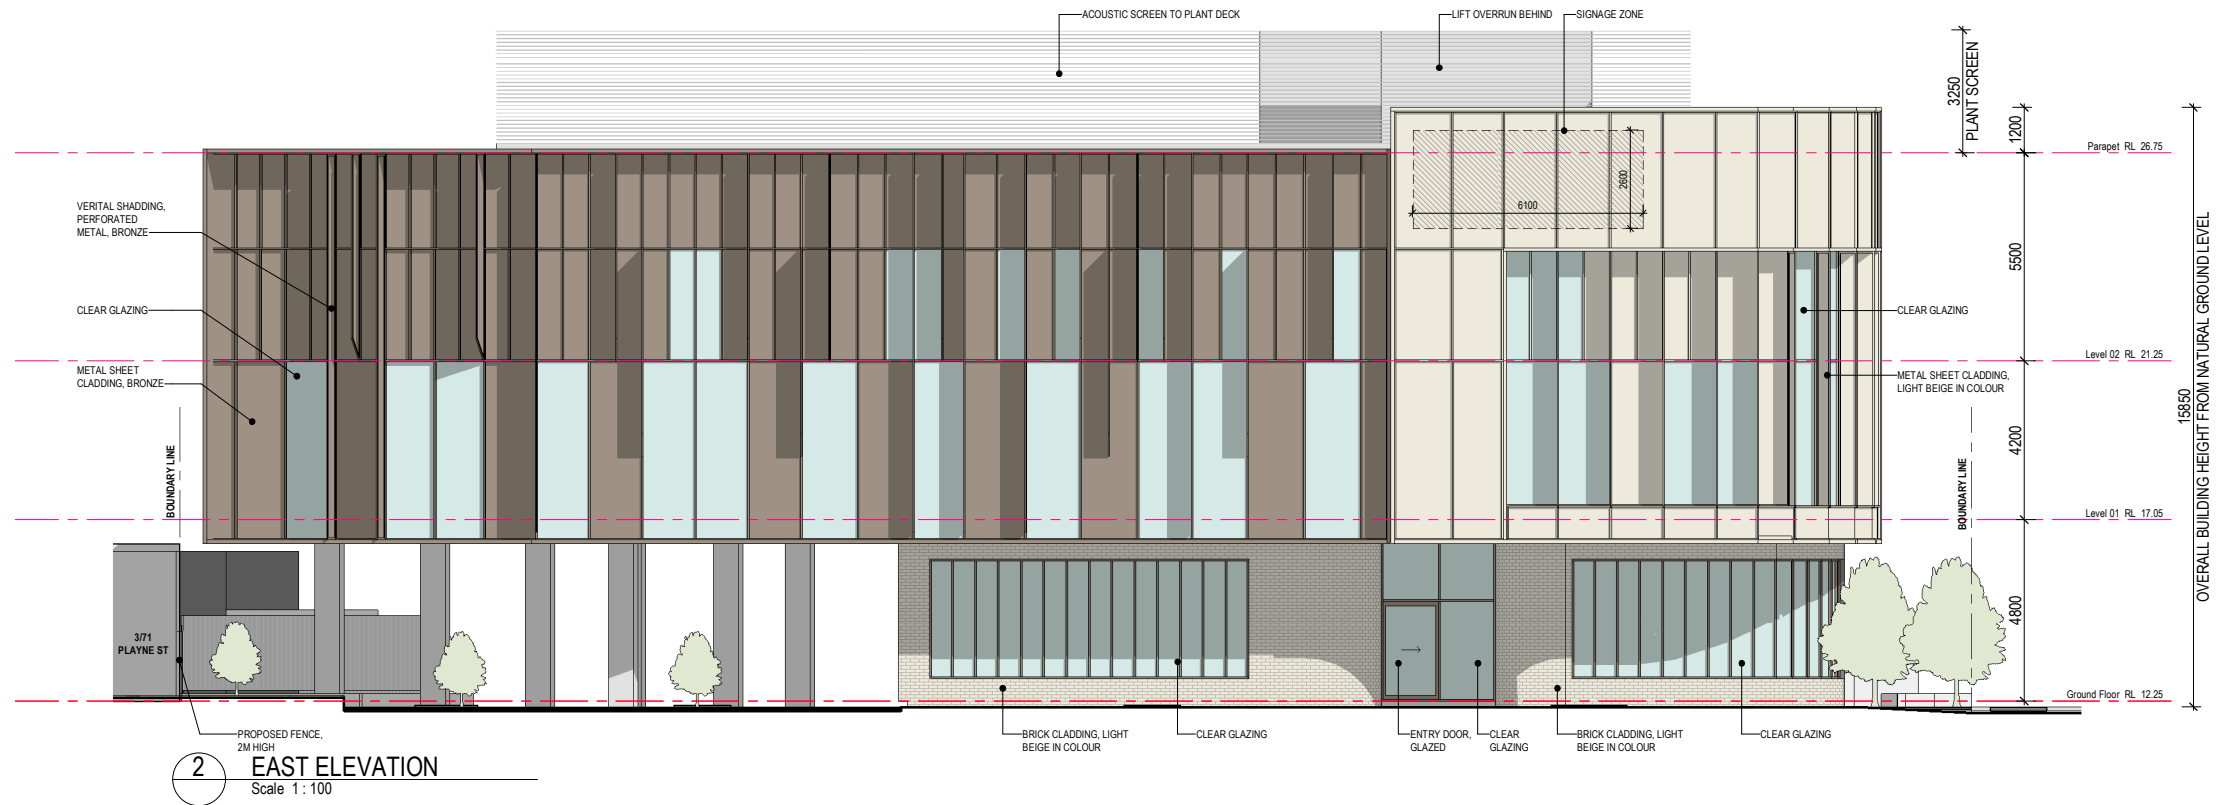 ACOUSTIC SCREEN TO PLANT DECK
LIFT OVERRUN BEHIND
SIGNAGE ZONE
3250
PLANT SCREEN
1200
Parapet RL 26.75
2600
6100
VERITAL SHADDING,
PERFORATED
METAL, BRONZE
5500
OVERALL BUILDING HEIGHT FROM NATURAL GROUND LEVEL
15850
CLEAR GLAZING
CLEAR GLAZING
Level 02 RL 21.25
METAL SHEET
CLADDING, BRONZE
METAL SHEET CLADDING,
LIGHT BEIGE IN COLOUR
4200
BOUNDARY LINE
BOUNDARY LINE
Level 01 RL 17.05
4800
3/71
PLAYNE ST
Ground Floor RL 12.25
PROPOSED FENCE,
2M HIGH
BRICK CLADDING, LIGHT
BEIGE IN COLOUR
CLEAR GLAZING
ENTRY DOOR,
GLAZED
CLEAR
GLAZING
BRICK CLADDING, LIGHT
BEIGE IN COLOUR
CLEAR GLAZING
2
EAST ELEVATION
Scale 1 : 100